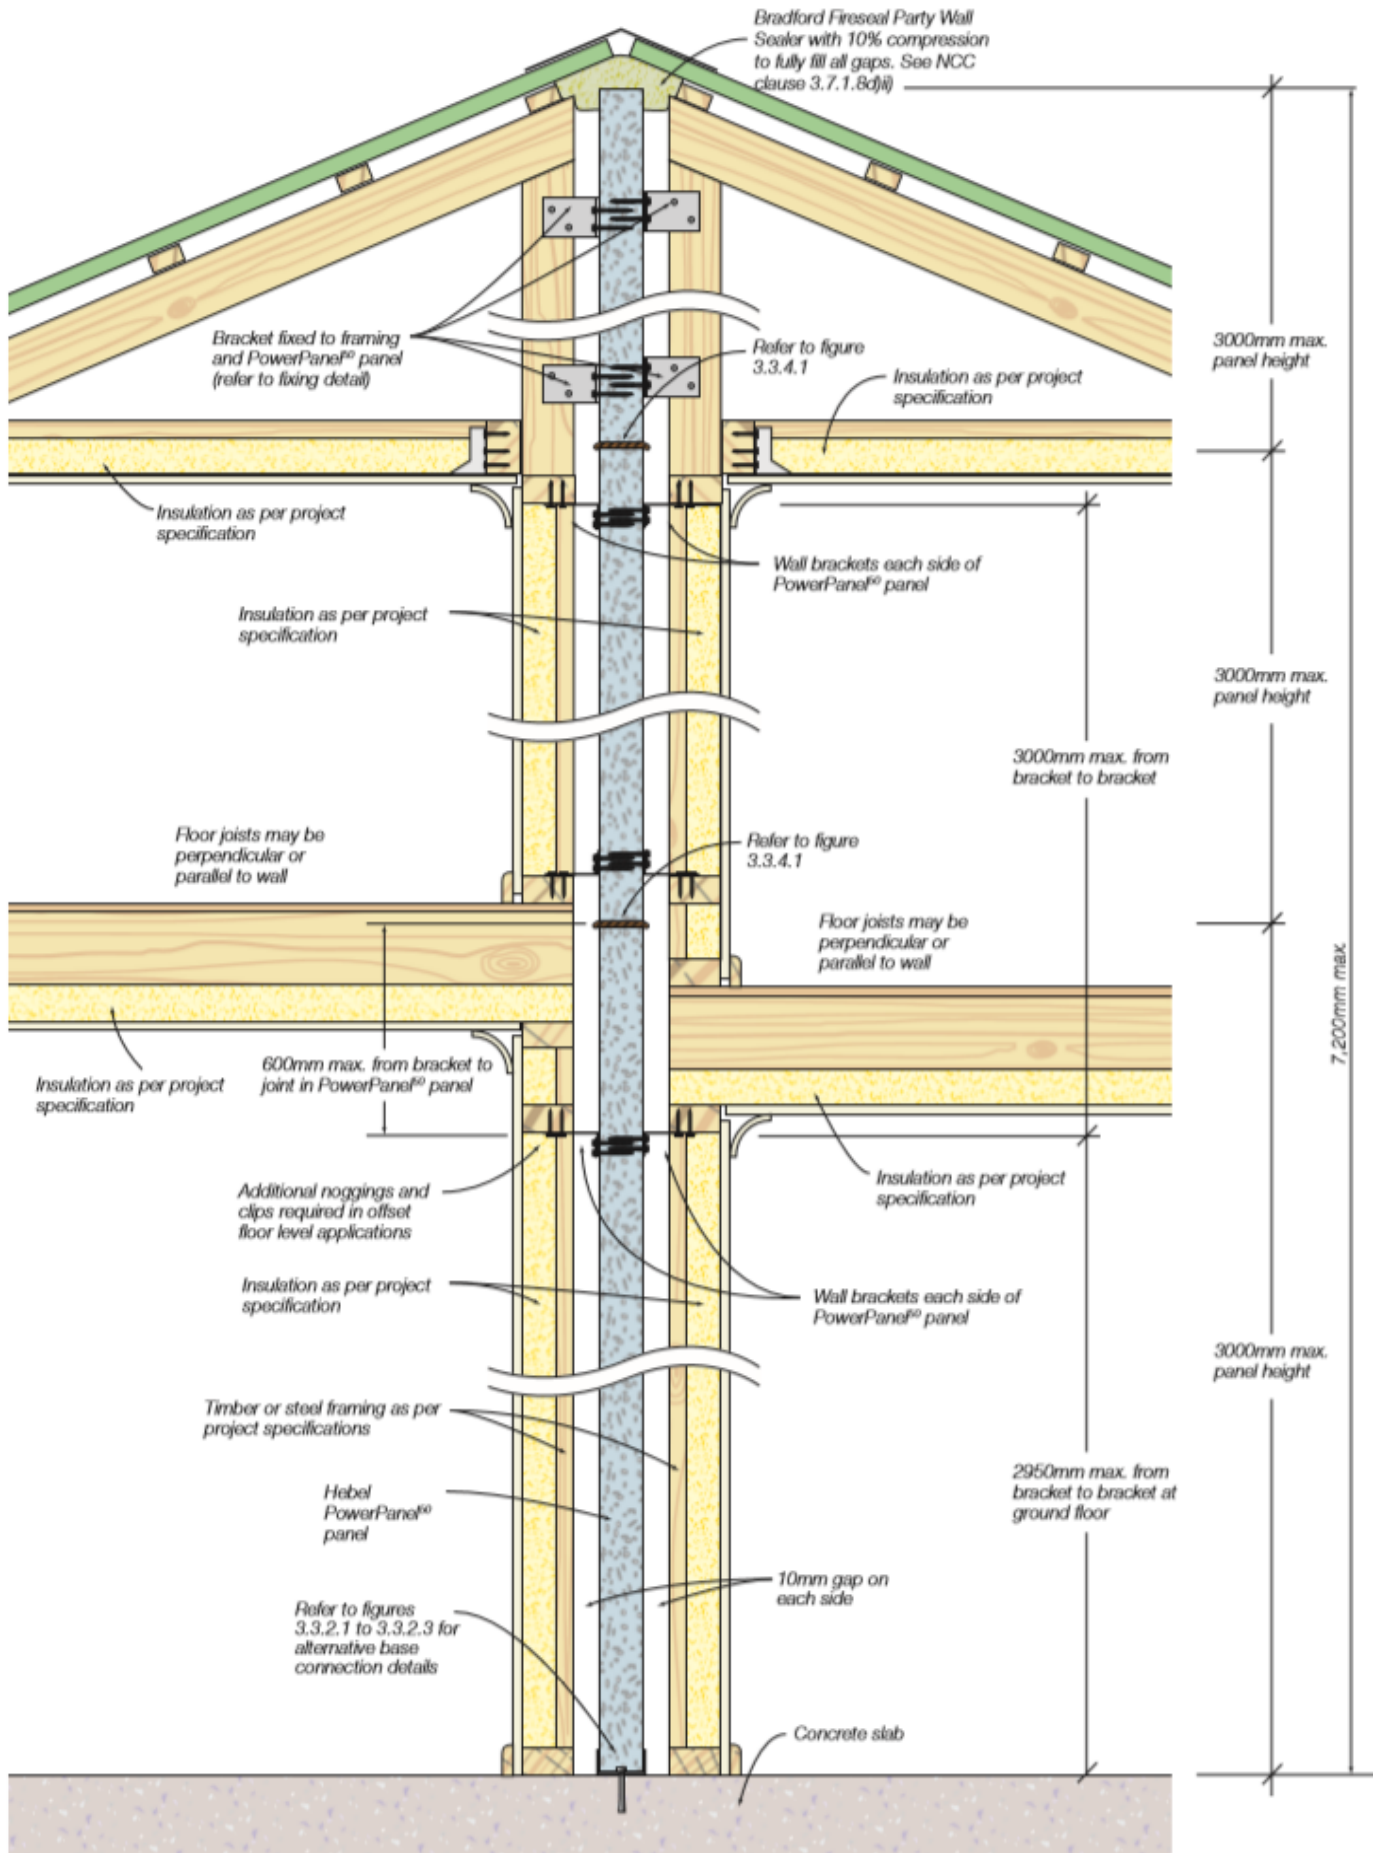 Bradford Fireseal Party Wall
Sealer with 10% compression
to fully fill all gaps. See NCC
clause 3.7.1.8d)ii)
Bracket fixed to framing
and PowerPanel⁵⁰ panel
(refer to fixing detail)
Refer to figure
3.3.4.1
3000mm max.
panel height
Insulation as per project
specification
Insulation as per project
specification
Wall brackets each side of
PowerPanel⁵⁰ panel
Insulation as per project
specification
3000mm max.
panel height
3000mm max. from
bracket to bracket
Floor joists may be
perpendicular or
parallel to wall
Refer to figure
3.3.4.1
Floor joists may be
perpendicular or
parallel to wall
7,200mm max.
600mm max. from bracket to
joint in PowerPanel⁵⁰ panel
Insulation as per project
specification
Insulation as per project
specification
Additional noggings and
clips required in offset
floor level applications
Insulation as per project
specification
Wall brackets each side of
PowerPanel⁵⁰ panel
3000mm max.
panel height
Timber or steel framing as per
project specifications
2950mm max. from
bracket to bracket at
ground floor
Hebel
PowerPanel⁵⁰
panel
10mm gap on
each side
Refer to figures
3.3.2.1 to 3.3.2.3 for
alternative base
connection details
Concrete slab